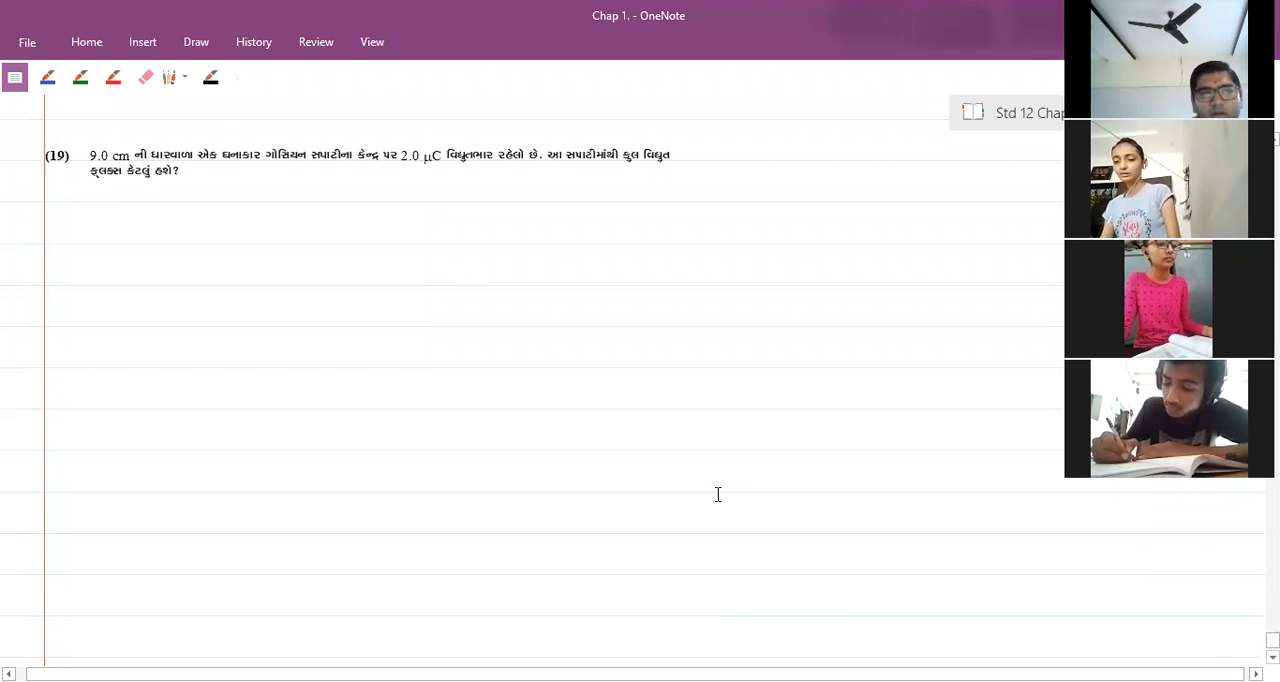 Chap 1. - OneNote
File Home Insert Draw History Review View
Std 12 Chap
(19) 9.0 cm ની ધારવાળા એક ઘનાકાર ગોસિયન સપાટીના કેન્દ્ર પર 2.0 μC વિદ્યુતભાર રહેલો છે. આ સપાટીમાંથી કુલ વિદ્યુત
ફ્લક્સ કેટલું હશે?